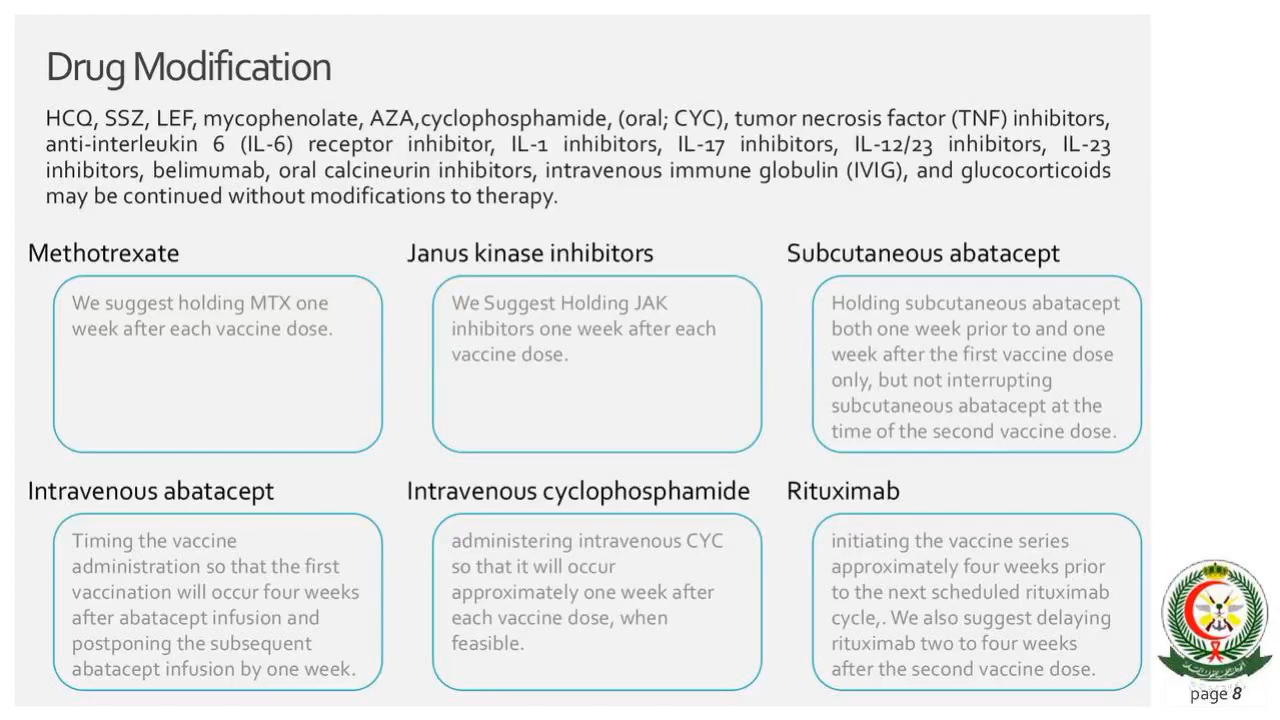 Drug Modification
HCQ, SSZ, LEF, mycophenolate, AZA,cyclophosphamide, (oral; CYC), tumor necrosis factor (TNF) inhibitors,
anti-interleukin 6 (IL-6) receptor inhibitor, IL-1 inhibitors, IL-17 inhibitors, IL-12/23 inhibitors, IL-23
inhibitors, belimumab, oral calcineurin inhibitors, intravenous immune globulin (IVIG), and glucocorticoids
may be continued without modifications to therapy.
Methotrexate
We suggest holding MTX one
week after each vaccine dose.
Janus kinase inhibitors
We Suggest Holding JAK
inhibitors one week after each
vaccine dose.
Subcutaneous abatacept
Holding subcutaneous abatacept
both one week prior to and one
week after the first vaccine dose
only, but not interrupting
subcutaneous abatacept at the
time of the second vaccine dose.
Intravenous abatacept
Timing the vaccine
administration so that the first
vaccination will occur four weeks
after abatacept infusion and
postponing the subsequent
abatacept infusion by one week.
Intravenous cyclophosphamide
administering intravenous CYC
so that it will occur
approximately one week after
each vaccine dose, when
feasible.
Rituximab
initiating the vaccine series
approximately four weeks prior
to the next scheduled rituximab
cycle,. We also suggest delaying
rituximab two to four weeks
after the second vaccine dose.
page 8